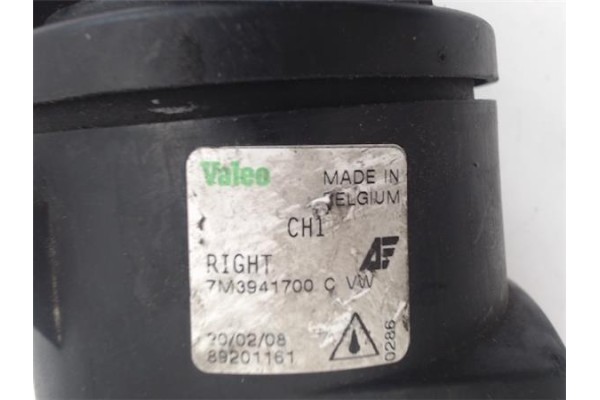 Valeo
MADE IN
BELGIUM
CH1
RIGHT
7M3941700 C VW
20/02/08
89201161
0286